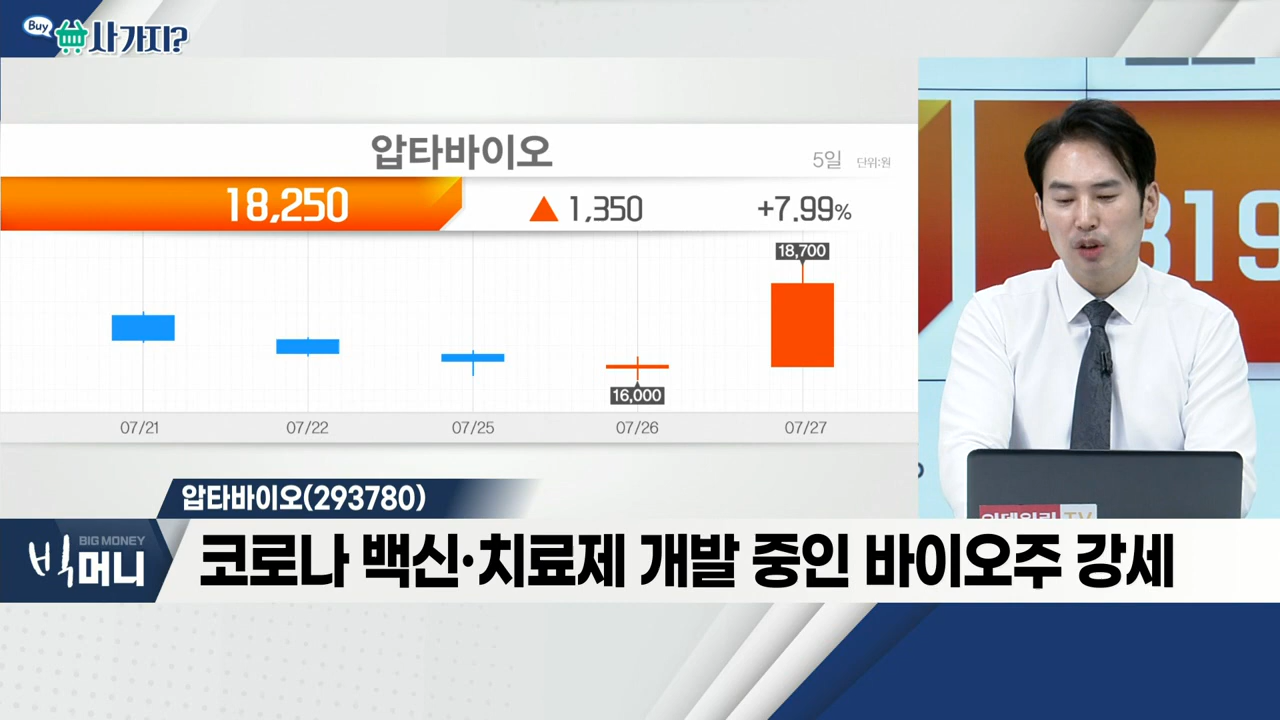 Buy
사가지?
압타바이오
5일 단위:원
18,250 ▲ 1,350 +7.99%
18,700
16,000
07/21 07/22 07/25 07/26 07/27
319
압타바이오(293780)
BIG MONEY
빅머니
코로나 백신·치료제 개발 중인 바이오주 강세